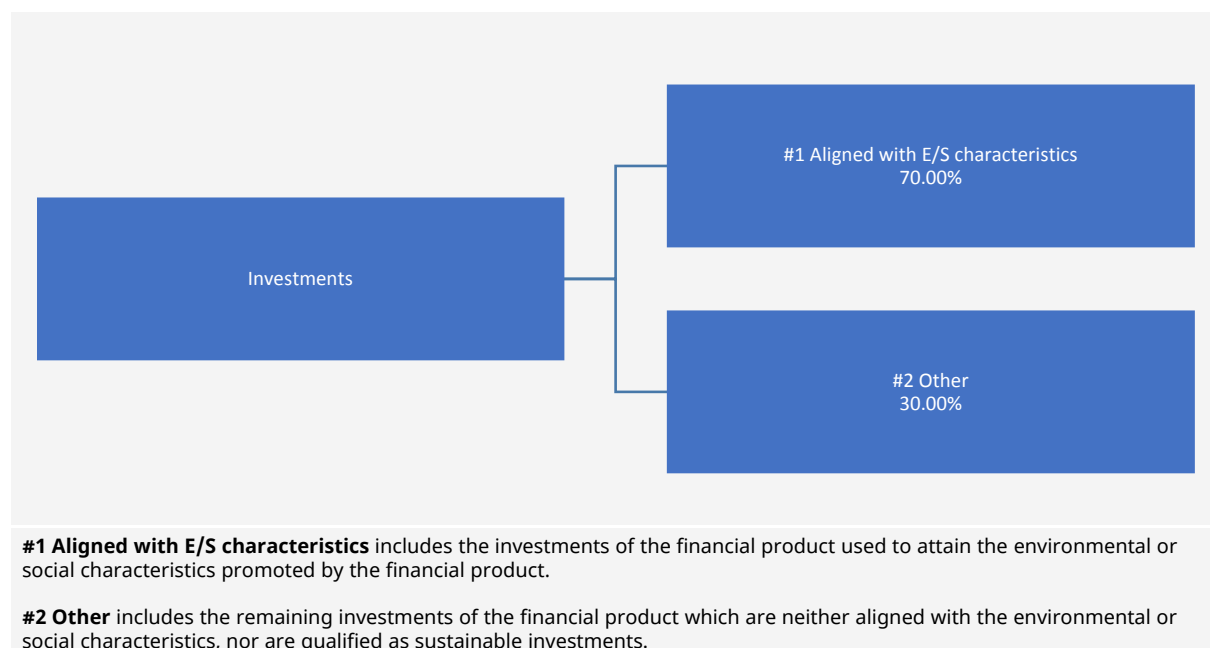 #1 Aligned with E/S characteristics
70.00%
Investments
#2 Other
30.00%
#1 Aligned with E/S characteristics includes the investments of the financial product used to attain the environmental or
social characteristics promoted by the financial product.
#2 Other includes the remaining investments of the financial product which are neither aligned with the environmental or
social characteristics, nor are qualified as sustainable investments.